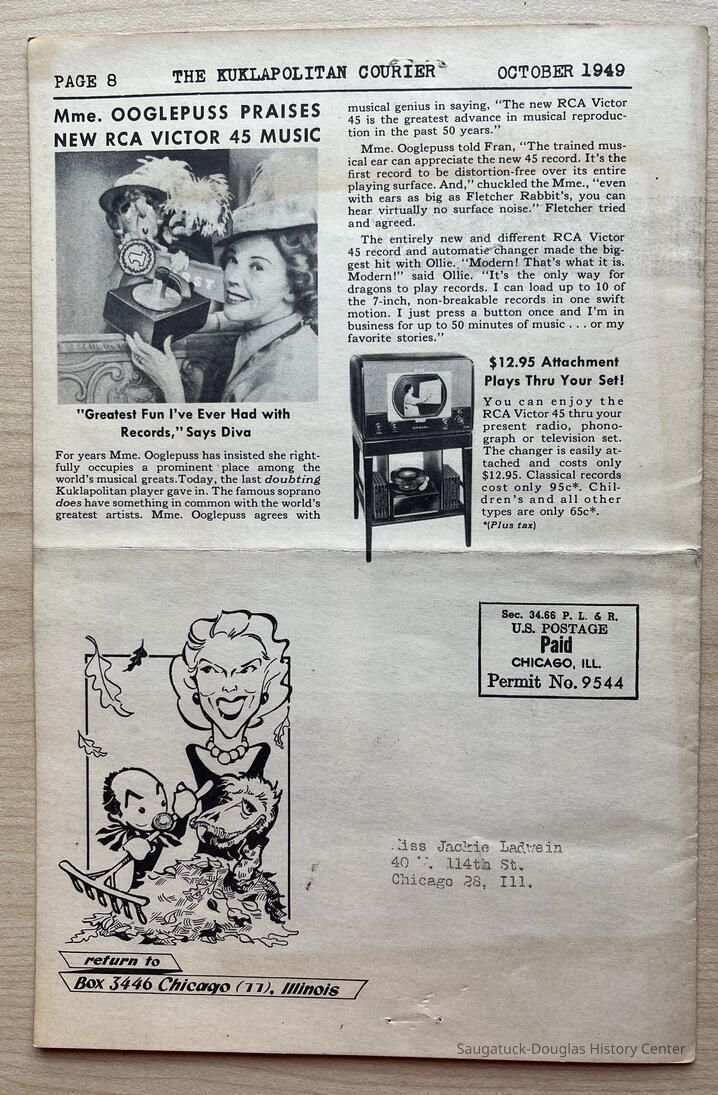 PAGE 8 THE KUKLAPOLITAN COURIER OCTOBER 1949
Mme. OOGLEPUSS PRAISES
NEW RCA VICTOR 45 MUSIC
"Greatest Fun I've Ever Had with
Records," Says Diva
For years Mme. Ooglepuss has insisted she right-
fully occupies a prominent place among the
world's musical greats.Today, the last doubting
Kuklapolitan player gave in. The famous soprano
does have something in common with the world's
greatest artists. Mme. Ooglepuss agrees with
musical genius in saying, "The new RCA Victor
45 is the greatest advance in musical reproduc-
tion in the past 50 years."
Mme. Ooglepuss told Fran, "The trained mus-
ical ear can appreciate the new 45 record. It's the
first record to be distortion-free over its entire
playing surface. And," chuckled the Mme., "even
with ears as big as Fletcher Rabbit's, you can
hear virtually no surface noise." Fletcher tried
and agreed.
The entirely new and different RCA Victor
45 record and automatic changer made the big-
gest hit with Ollie. "Modern! That's what it is.
Modern!" said Ollie. "It's the only way for
dragons to play records. I can load up to 10 of
the 7-inch, non-breakable records in one swift
motion. I just press a button once and I'm in
business for up to 50 minutes of music . . . or my
favorite stories."
$12.95 Attachment
Plays Thru Your Set!
You can enjoy the
RCA Victor 45 thru your
present radio, phono-
graph or television set.
The changer is easily at-
tached and costs only
$12.95. Classical records
cost only 95c*. Chil-
dren's and all other
types are only 65c*.
*(Plus tax)
Sec. 34.66 P. L. & R.
U.S. POSTAGE
Paid
CHICAGO, ILL.
Permit No. 9544
Jackie Ladwein
40 114th St.
Chicago 28, Ill.
return to
Box 3446 Chicago (11), Illinois
Saugatuck-Douglas History Center